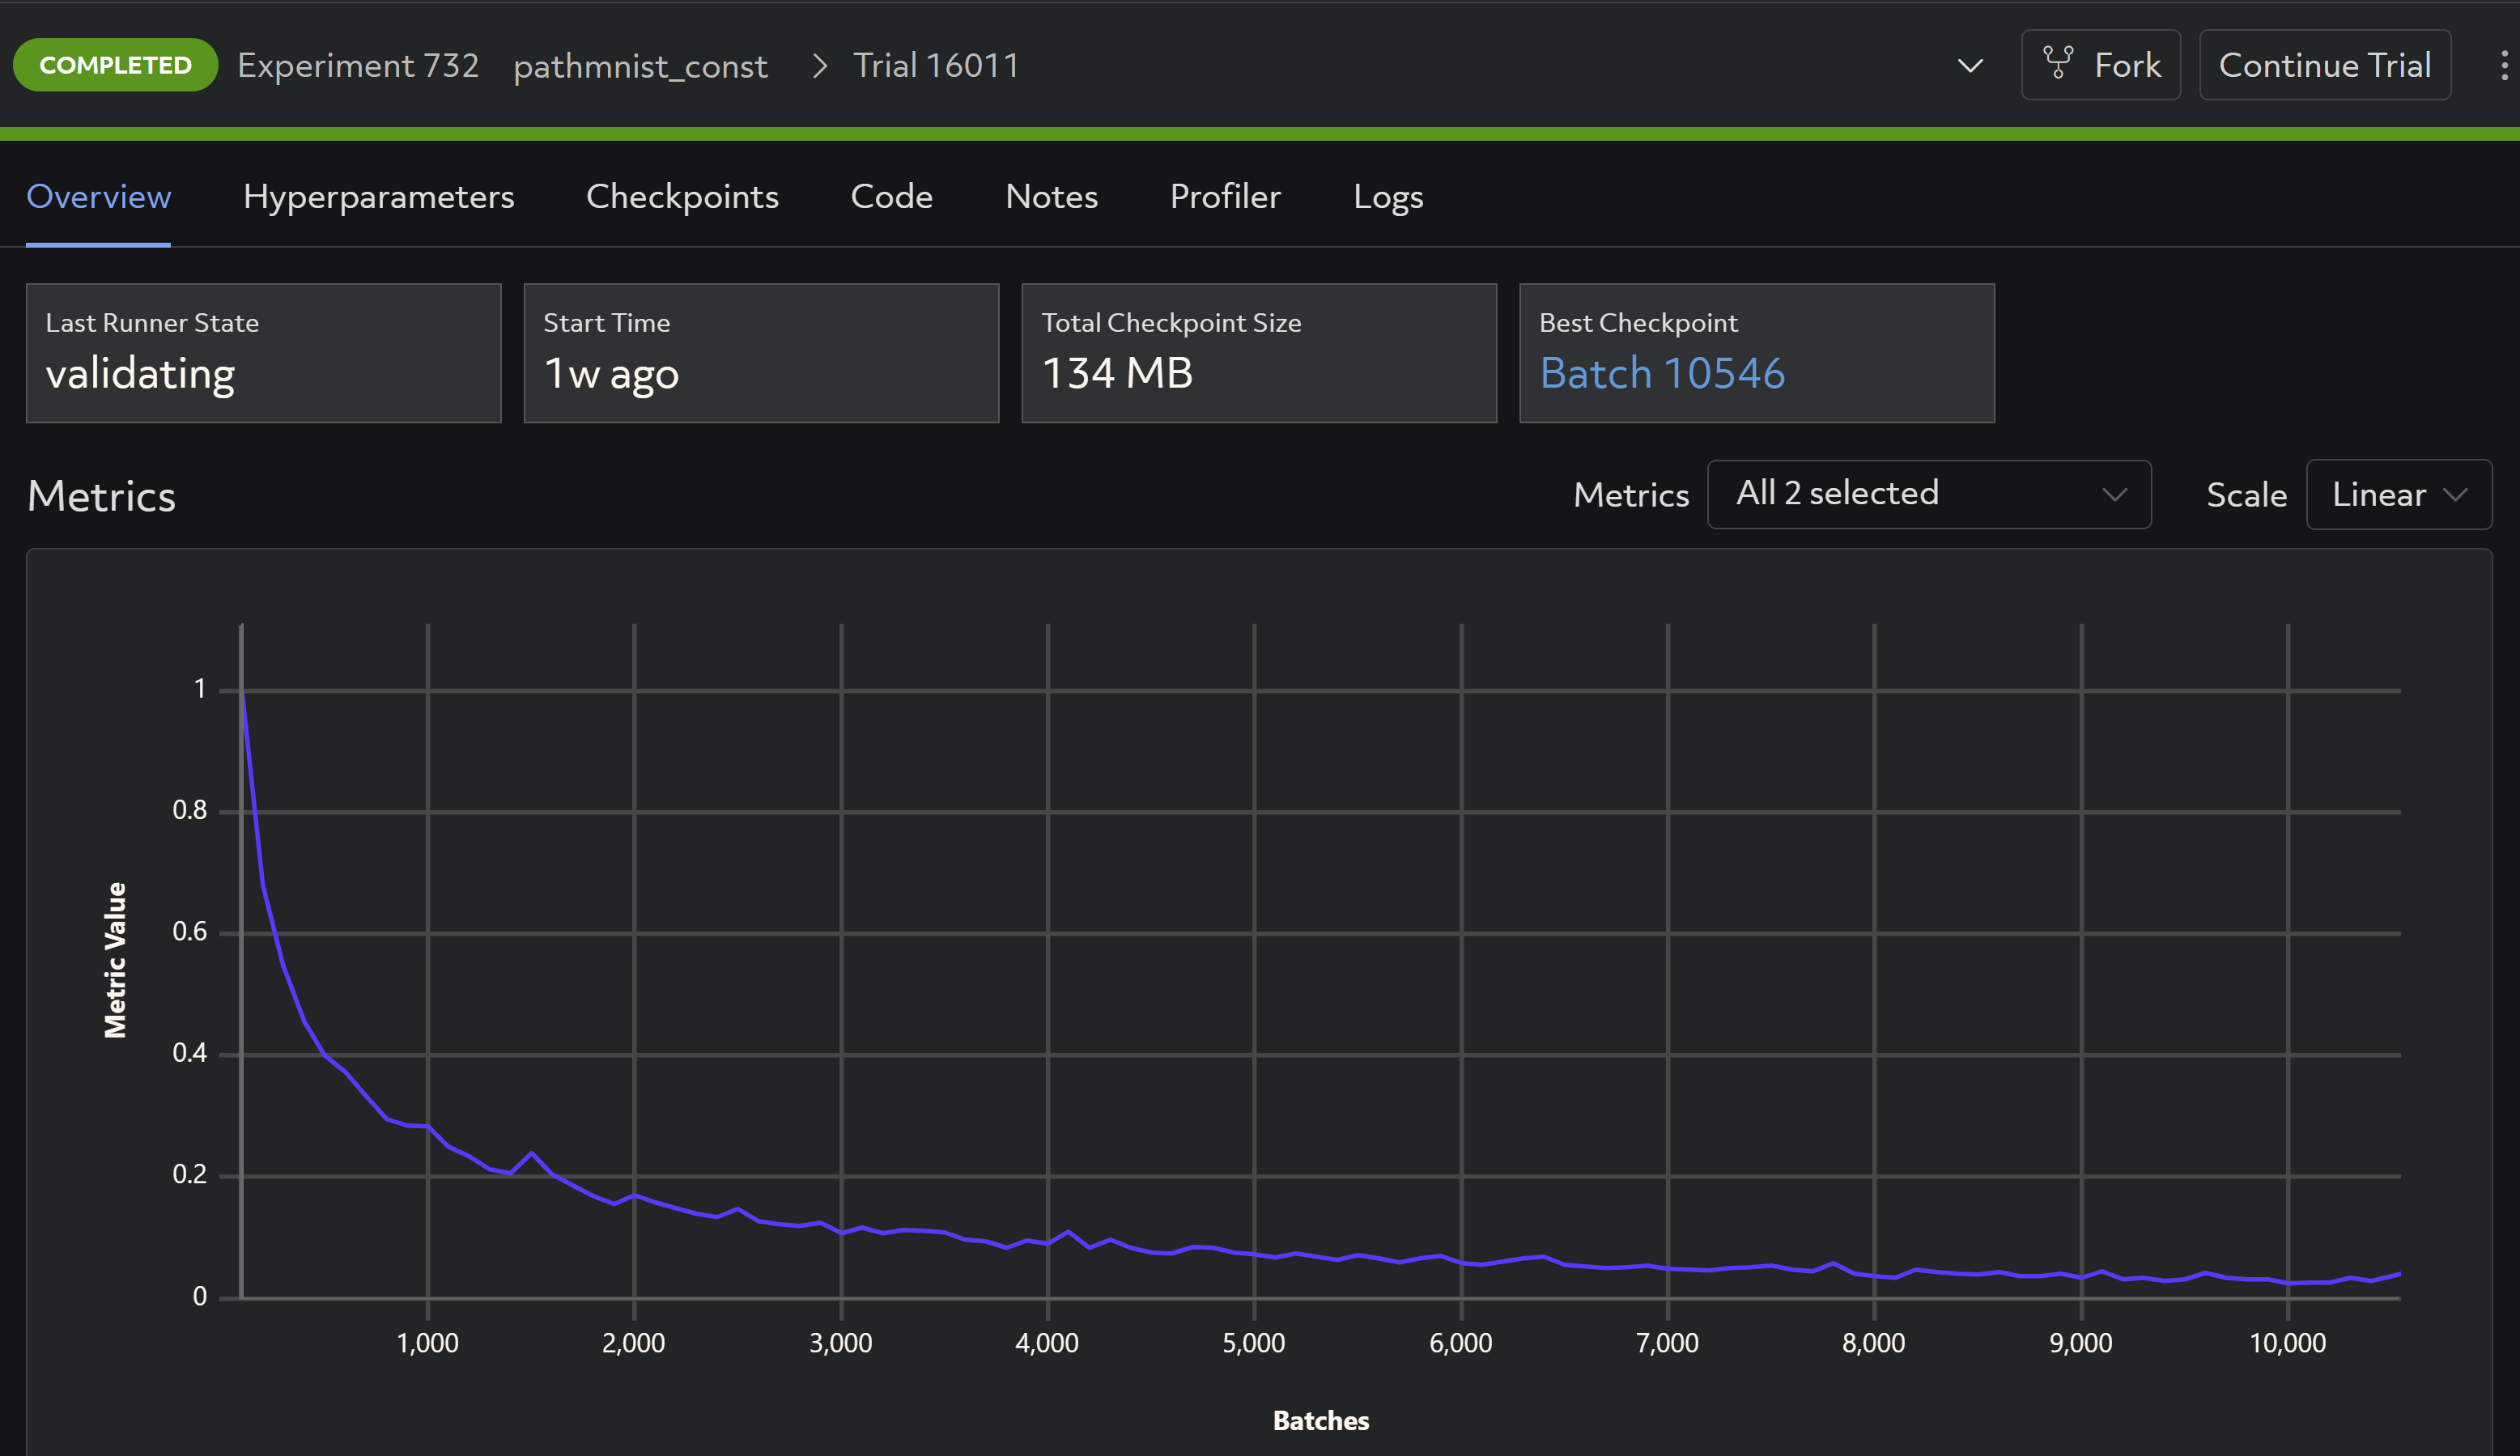 COMPLETED Experiment 732 pathmnist_const > Trial 16011 Fork Continue Trial
Overview Hyperparameters Checkpoints Code Notes Profiler Logs
Last Runner State Start Time Total Checkpoint Size Best Checkpoint
validating 1w ago 134 MB Batch 10546
Metrics Metrics All 2 selected Scale Linear
1
0.8
0.6
0.4
0.2
0
Metric Value
1,000 2,000 3,000 4,000 5,000 6,000 7,000 8,000 9,000 10,000
Batches